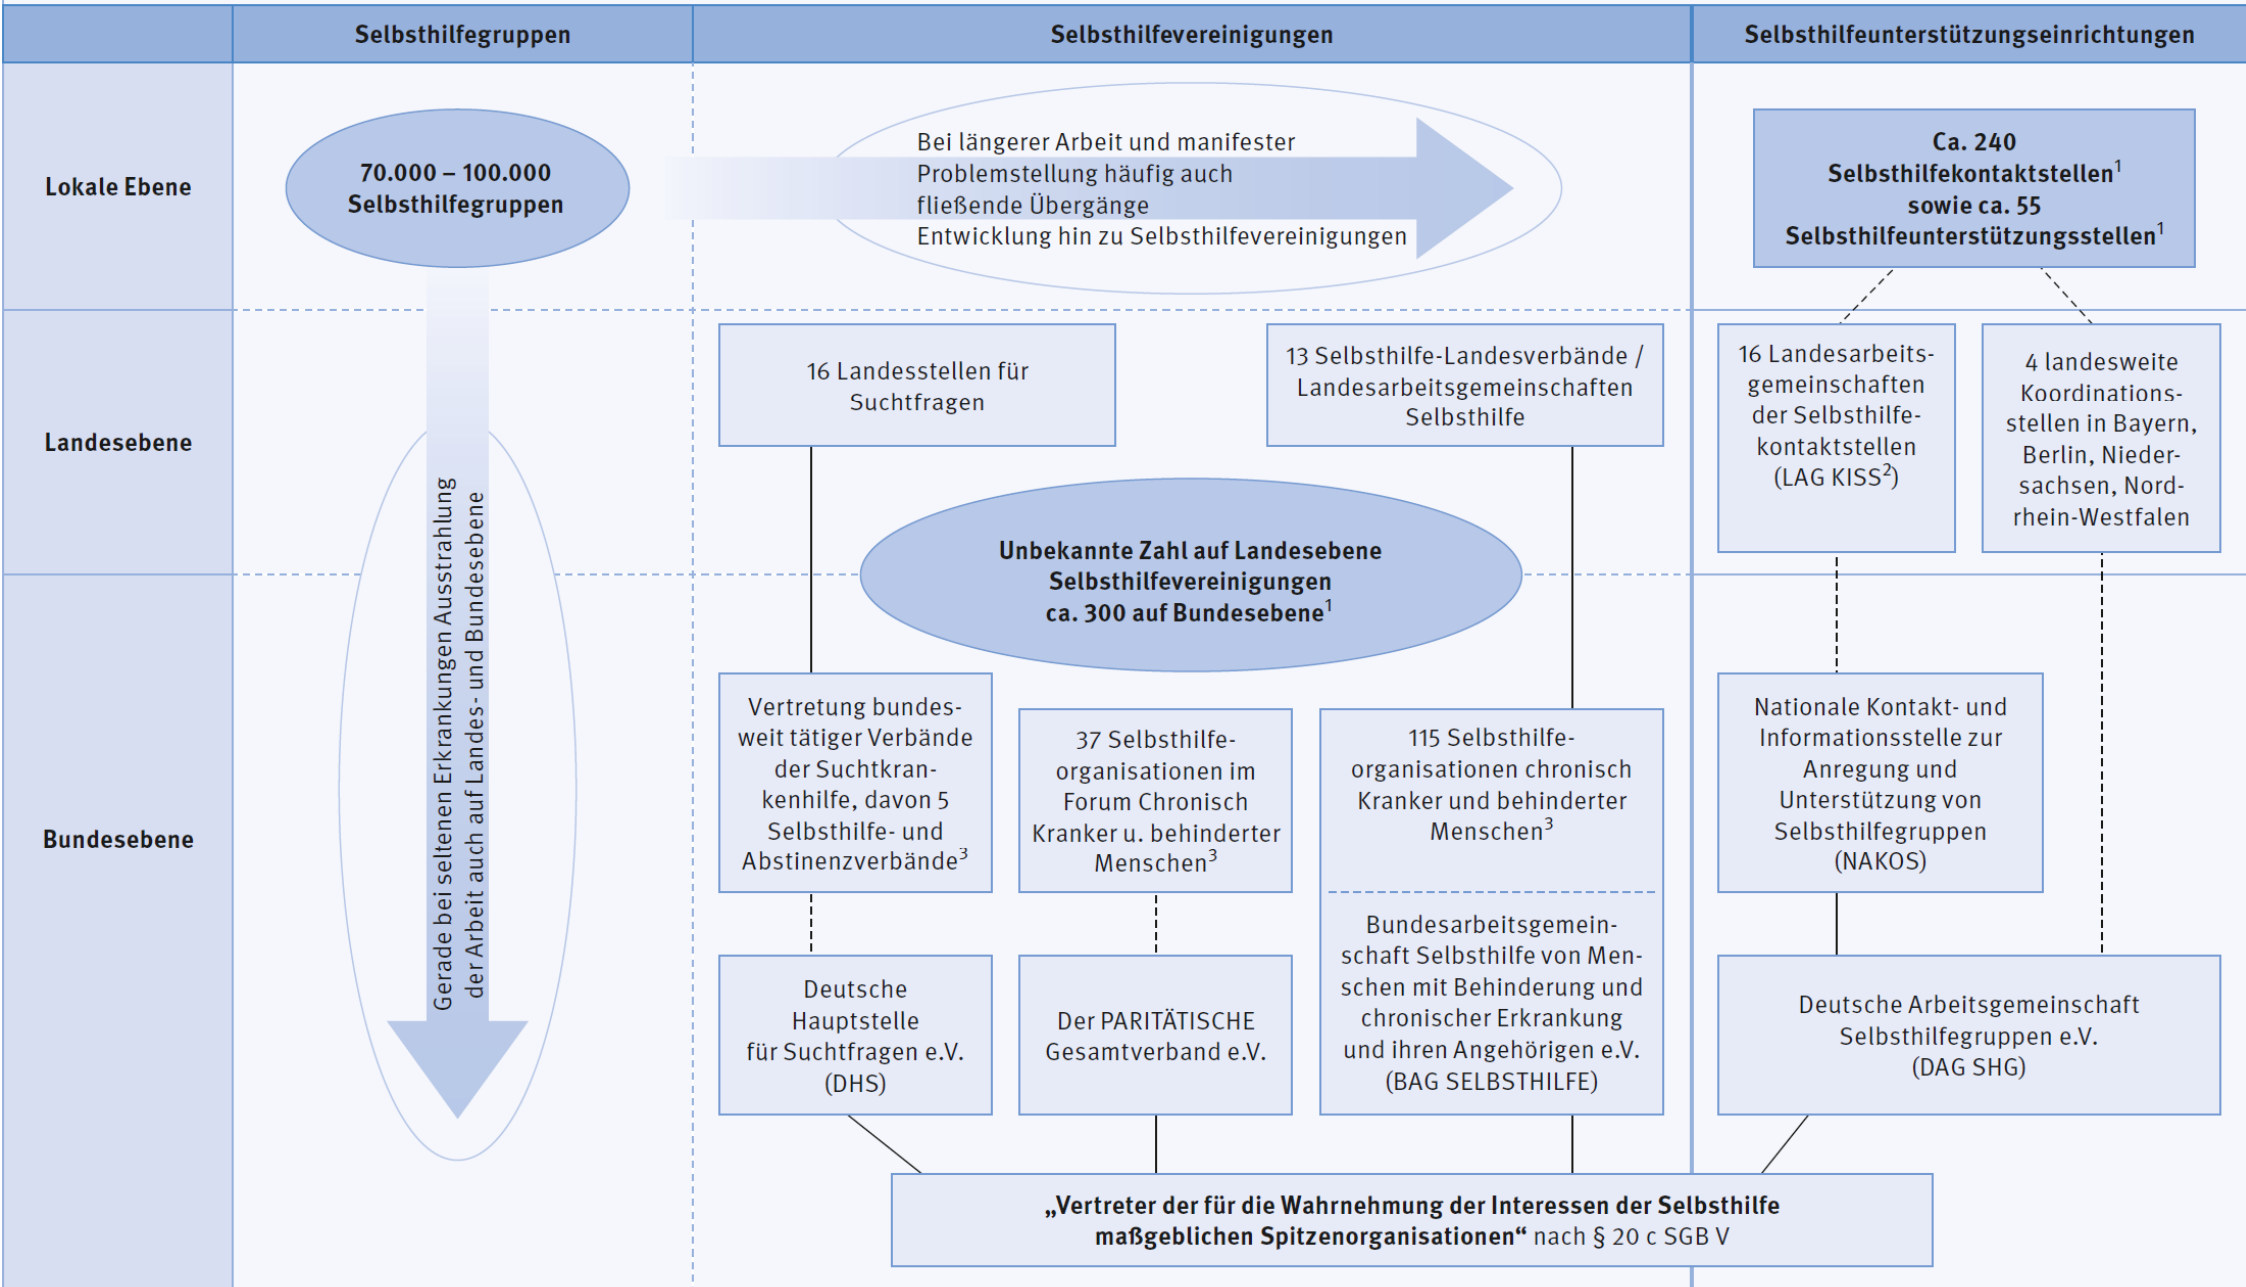 Selbsthilfegruppen
Selbsthilfevereinigungen
Selbsthilfeunterstützungseinrichtungen
Lokale Ebene
70.000 – 100.000
Selbsthilfegruppen
Bei längerer Arbeit und manifester
Problemstellung häufig auch
fließende Übergänge
Entwicklung hin zu Selbsthilfevereinigungen
Ca. 240
Selbsthilfekontaktstellen¹
sowie ca. 55
Selbsthilfeunterstützungsstellen¹
Landesebene
16 Landesstellen für
Suchtfragen
13 Selbsthilfe-Landesverbände /
Landesarbeitsgemeinschaften
Selbsthilfe
16 Landesarbeits-
gemeinschaften
der Selbsthilfe-
kontaktstellen
(LAG KISS²)
4 landesweite
Koordinations-
stellen in Bayern,
Berlin, Nieder-
sachsen, Nord-
rhein-Westfalen
Gerade bei seltenen Erkrankungen Ausstrahlung
der Arbeit auch auf Landes- und Bundesebene
Unbekannte Zahl auf Landesebene
Selbsthilfevereinigungen
ca. 300 auf Bundesebene¹
Bundesebene
Vertretung bundes-
weit tätiger Verbände
der Suchtkran-
kenhilfe, davon 5
Selbsthilfe- und
Abstinenzverbände³
37 Selbsthilfe-
organisationen im
Forum Chronisch
Kranker u. behinderter
Menschen³
115 Selbsthilfe-
organisationen chronisch
Kranker und behinderter
Menschen³
Nationale Kontakt- und
Informationsstelle zur
Anregung und
Unterstützung von
Selbsthilfegruppen
(NAKOS)
Deutsche
Hauptstelle
für Suchtfragen e.V.
(DHS)
Der PARITÄTISCHE
Gesamtverband e.V.
Bundesarbeitsgemein-
schaft Selbsthilfe von Men-
schen mit Behinderung und
chronischer Erkrankung
und ihren Angehörigen e.V.
(BAG SELBSTHILFE)
Deutsche Arbeitsgemeinschaft
Selbsthilfegruppen e.V.
(DAG SHG)
„Vertreter der für die Wahrnehmung der Interessen der Selbsthilfe
maßgeblichen Spitzenorganisationen“ nach § 20 c SGB V